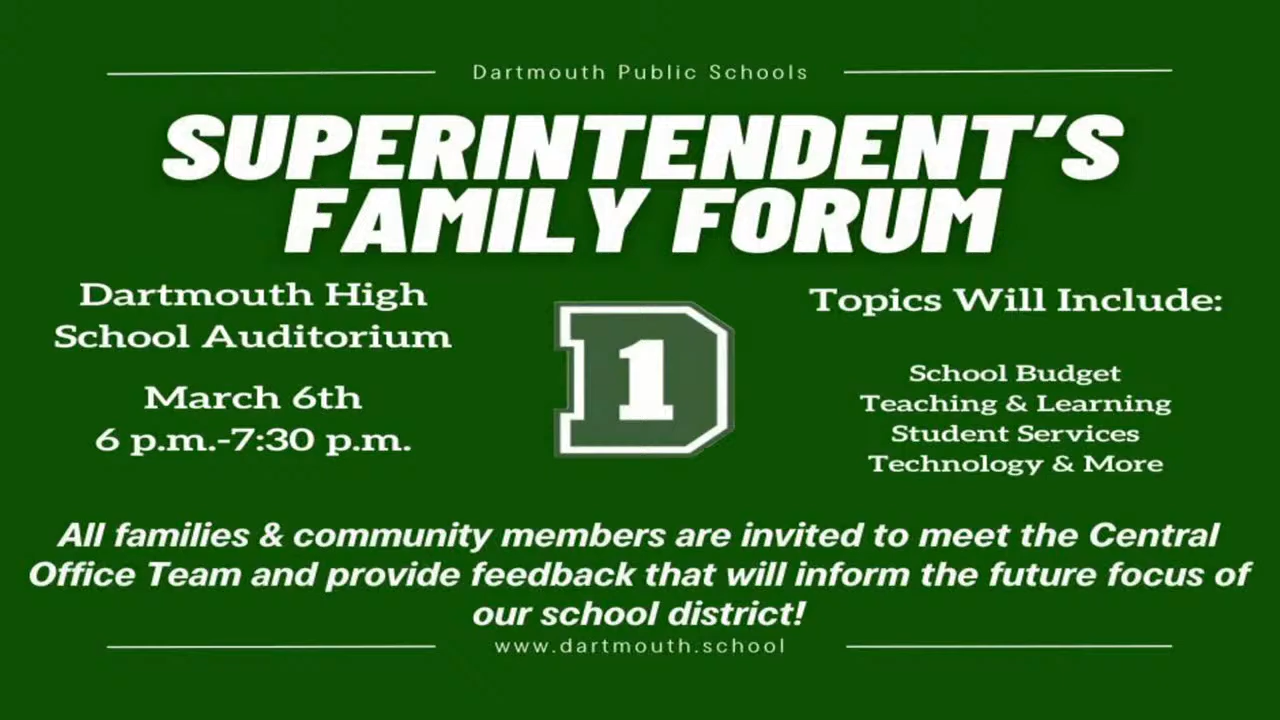 Dartmouth Public Schools
SUPERINTENDENT'S
FAMILY FORUM
Dartmouth High
School Auditorium
March 6th
6 p.m.-7:30 p.m.
D
1
Topics Will Include:
School Budget
Teaching & Learning
Student Services
Technology & More
All families & community members are invited to meet the Central
Office Team and provide feedback that will inform the future focus of
our school district!
www.dartmouth.school